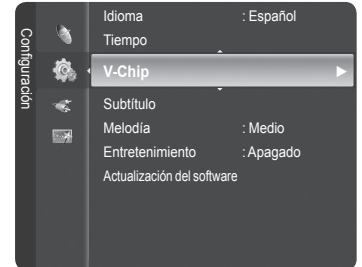 Configuración
Idioma : Español
Tiempo
V-Chip
Subtítulo
Melodía : Medio
Entretenimiento : Apagado
Actualización del software